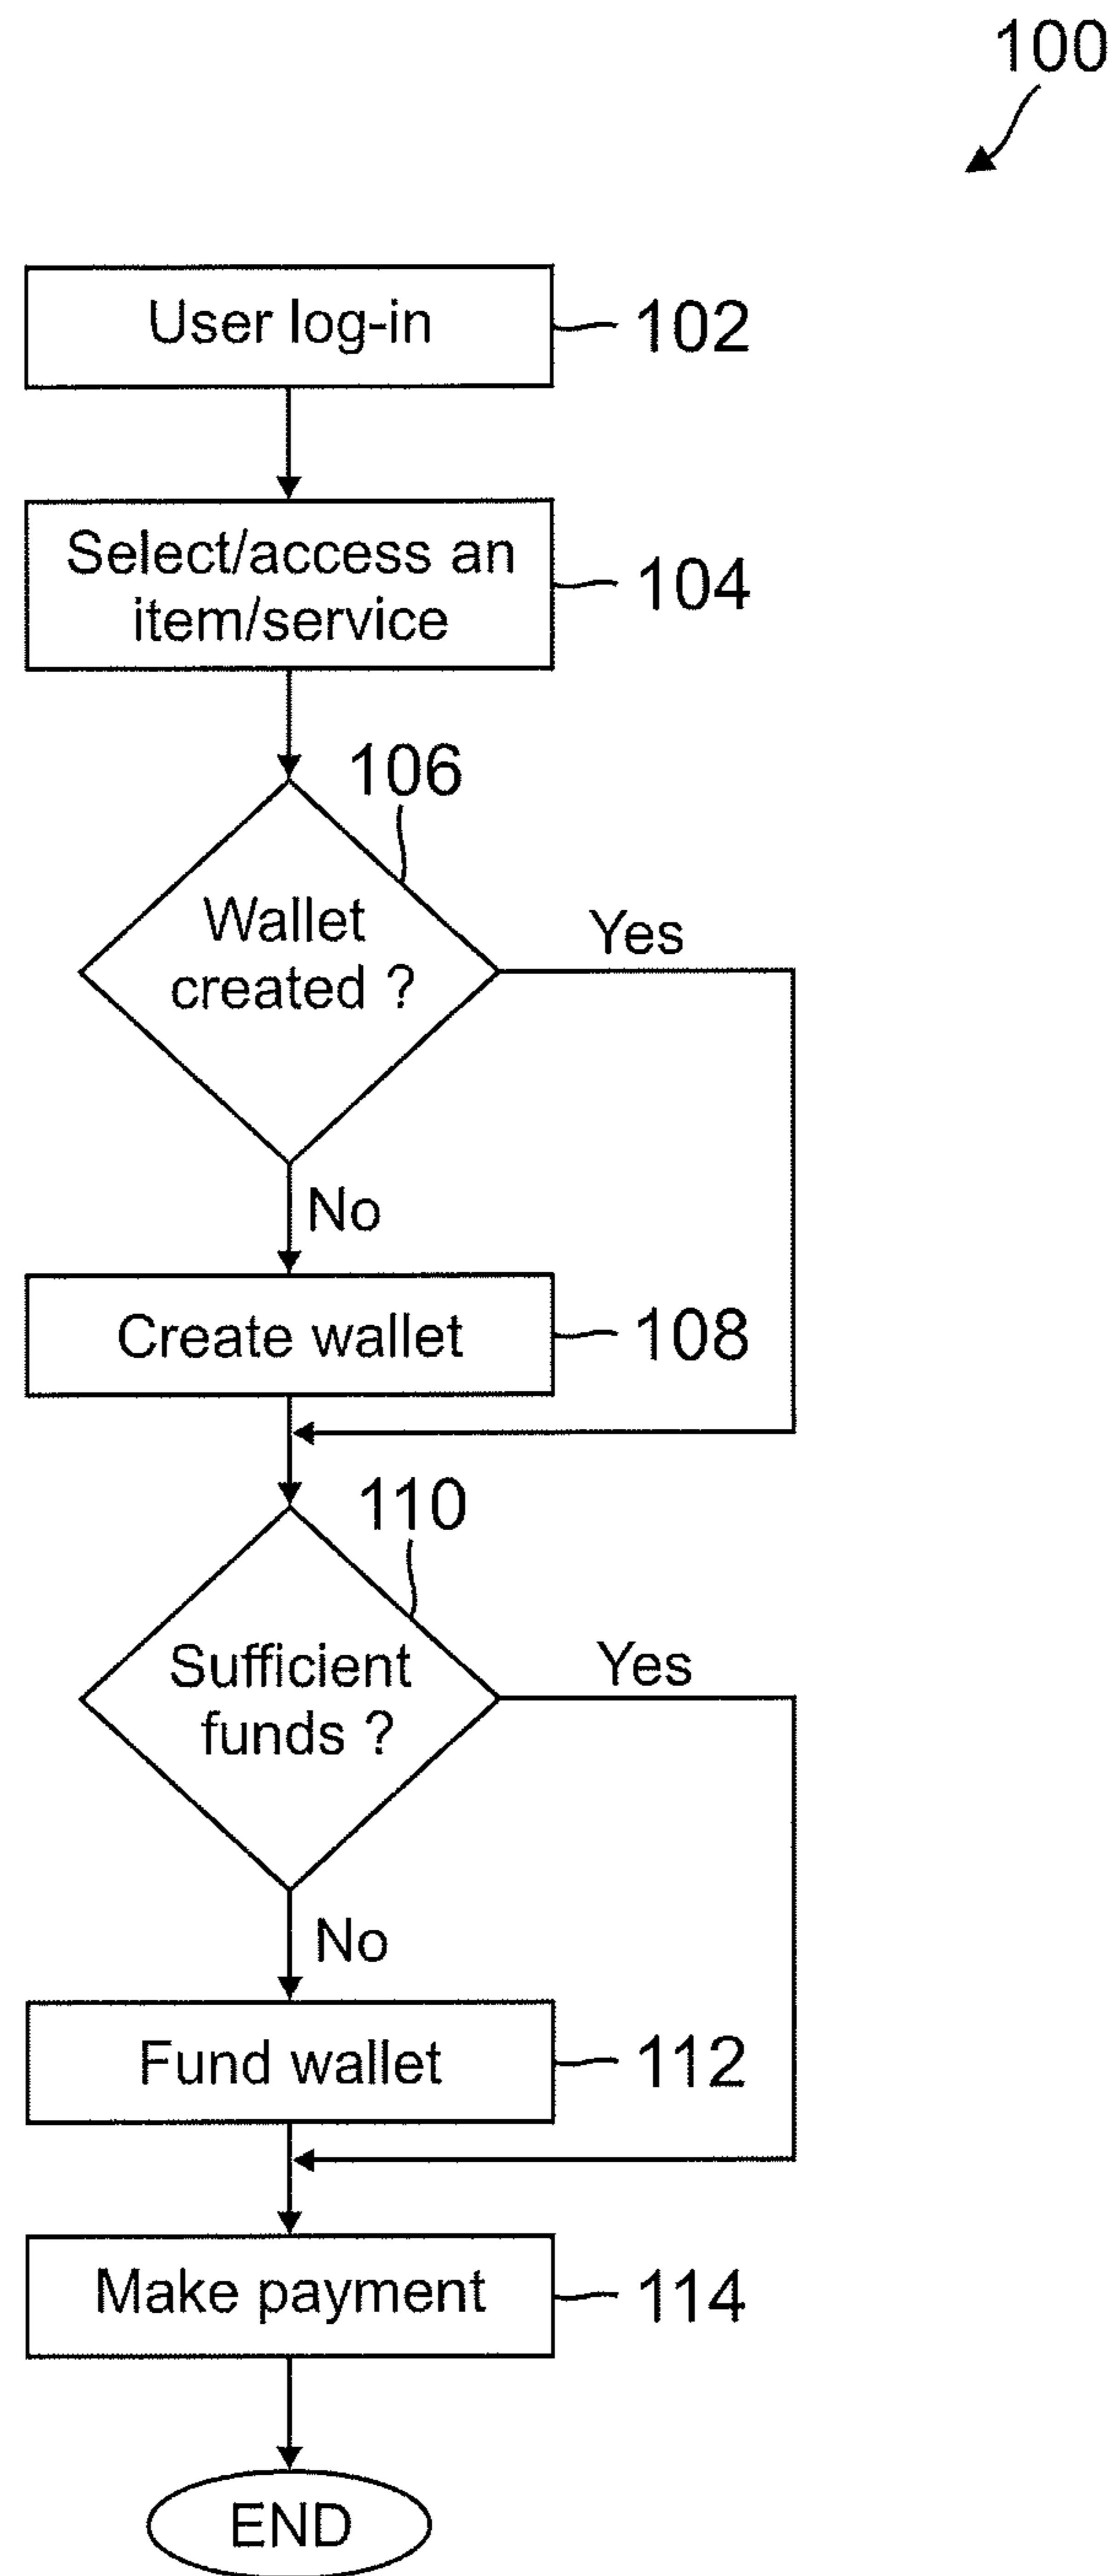 100
User log-in
102
Select/access an
item/service
104
106
Wallet
created ?
Yes
No
Create wallet
108
110
Sufficient
funds ?
Yes
No
Fund wallet
112
Make payment
114
END